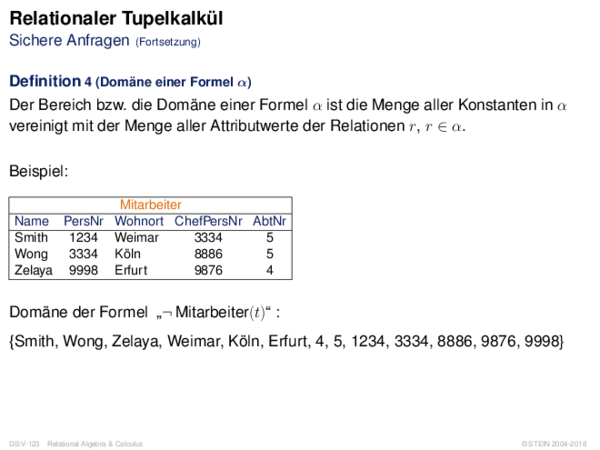 Relationaler Tupelkalkül
Sichere Anfragen (Fortsetzung)
Definition 4 (Domäne einer Formel α)
Der Bereich bzw. die Domäne einer Formel α ist die Menge aller Konstanten in α
vereinigt mit der Menge aller Attributwerte der Relationen r, r ∈ α.
Beispiel:
Mitarbeiter
Name PersNr Wohnort ChefPersNr AbtNr
Smith 1234 Weimar 3334 5
Wong 3334 Köln 8886 5
Zelaya 9998 Erfurt 9876 4
Domäne der Formel „¬ Mitarbeiter(t)“ :
{Smith, Wong, Zelaya, Weimar, Köln, Erfurt, 4, 5, 1234, 3334, 8886, 9876, 9998}
DB:V-123 Relational Algebra & Calculus © STEIN 2004-2018